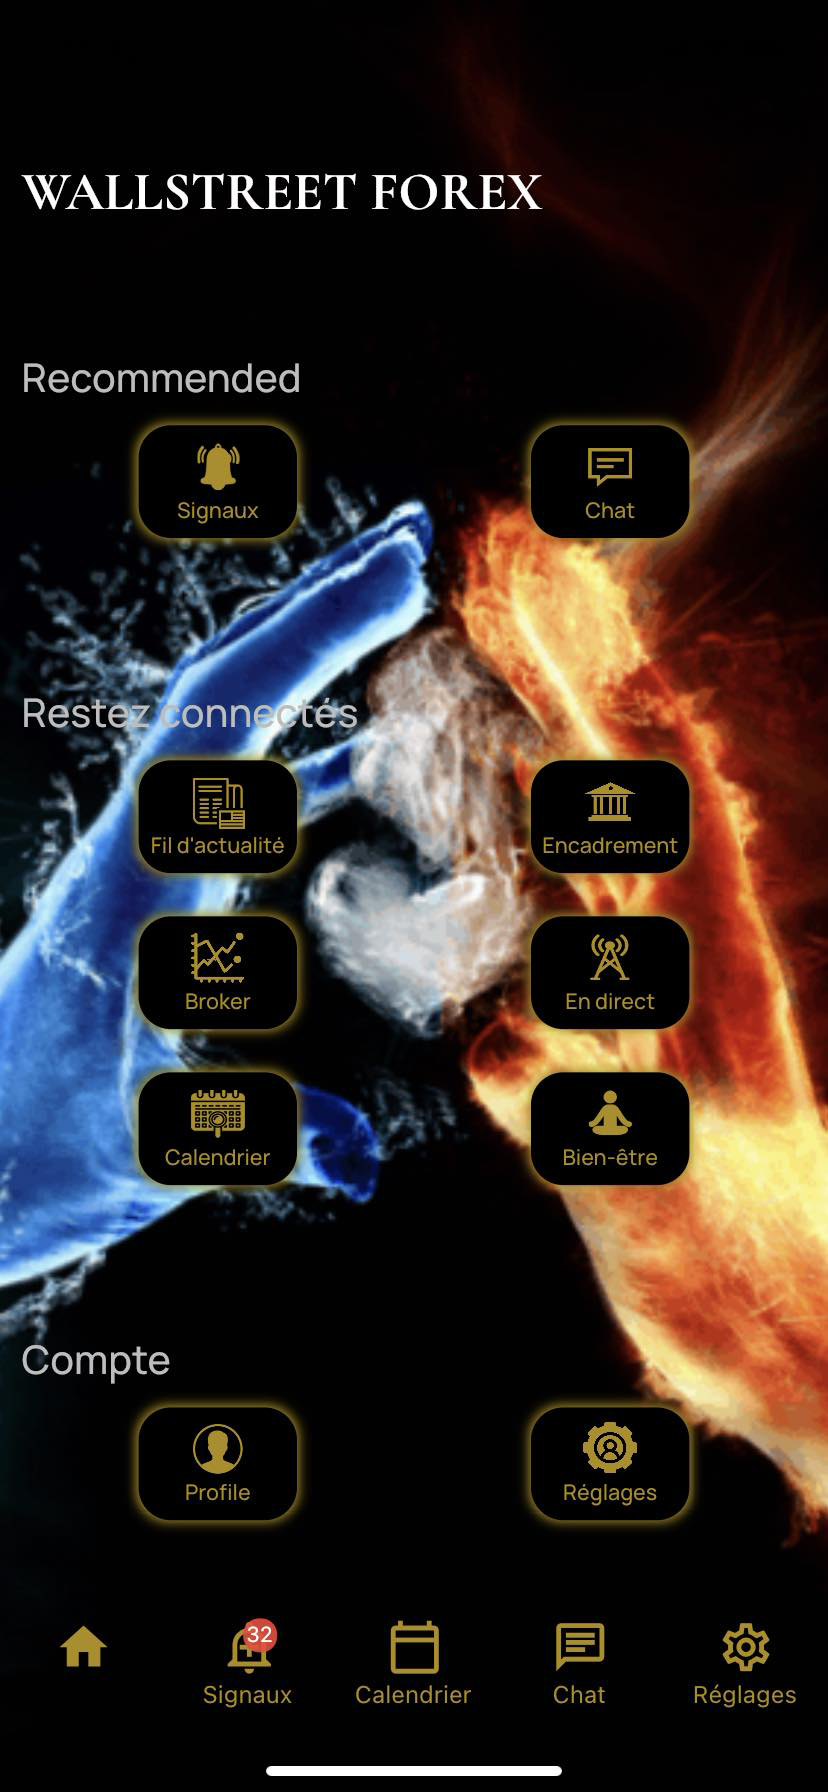 WALLSTREET FOREX
Recommended
Signaux
Chat
Restez connectés
Fil d'actualité
Encadrement
Broker
En direct
Calendrier
Bien-être
Compte
Profile
Réglages
32
Signaux
Calendrier
Chat
Réglages